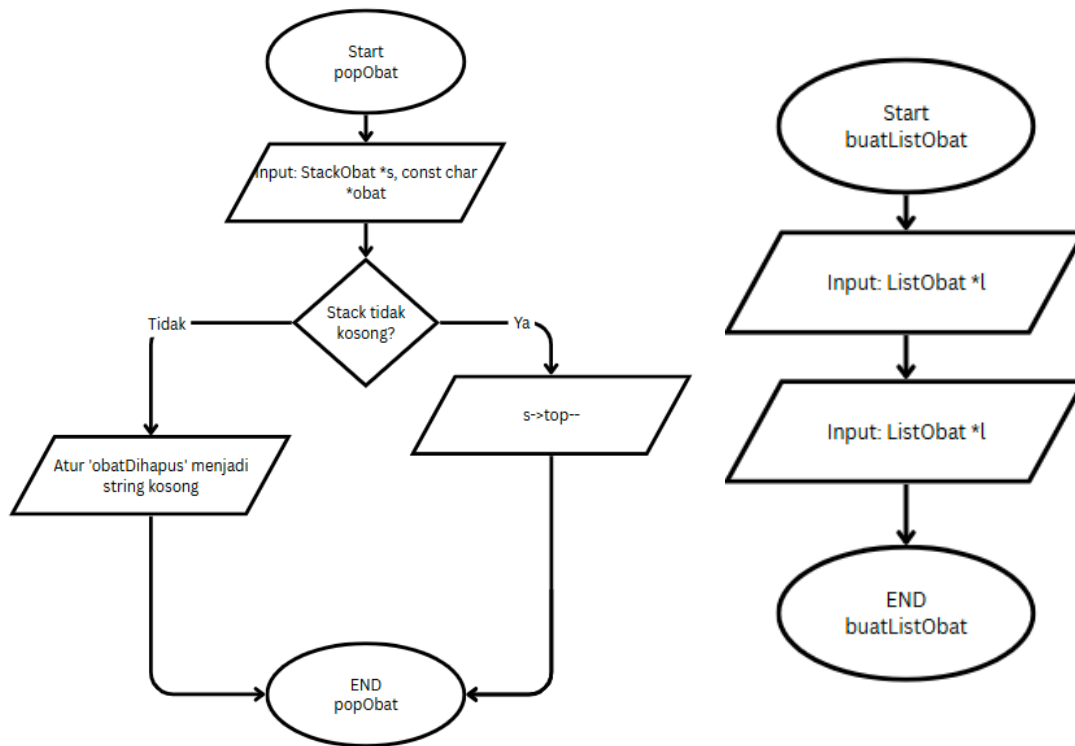 Start
popObat
Input: StackObat *s, const char
*obat
Stack tidak
kosong?
Tidak
Ya
s->top--
Atur 'obatDihapus' menjadi
string kosong
END
popObat
Start
buatListObat
Input: ListObat *l
Input: ListObat *l
END
buatListObat